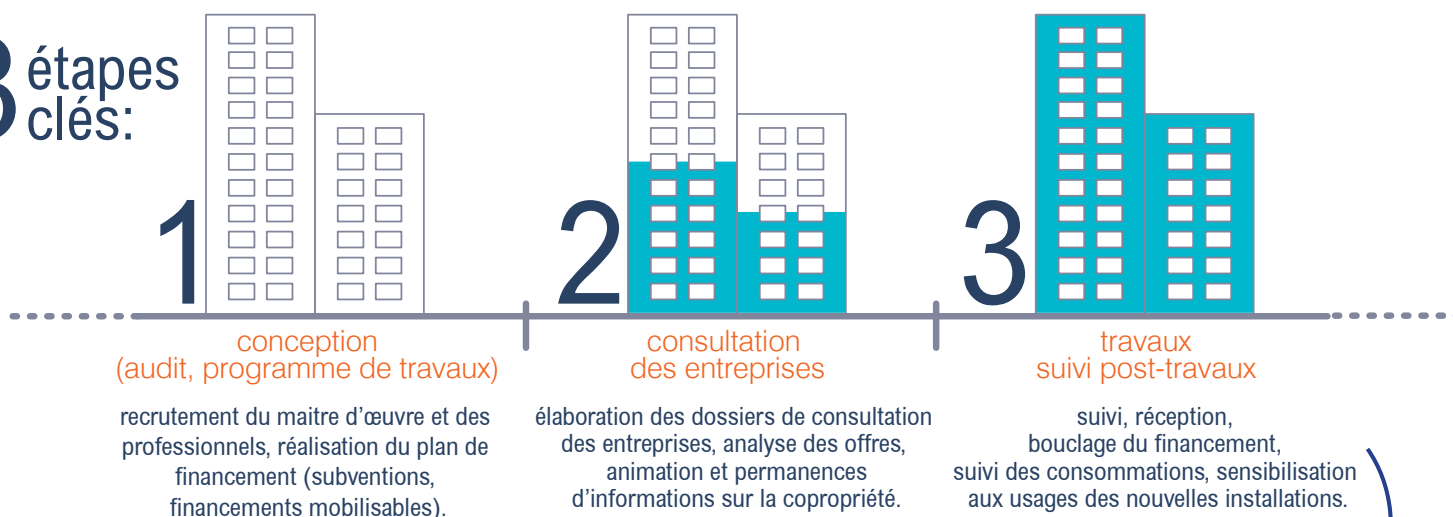 3 étapes
clés:
1
2
3
conception
(audit, programme de travaux)
recrutement du maitre d'œuvre et des
professionnels, réalisation du plan de
financement (subventions,
financements mobilisables).
consultation
des entreprises
élaboration des dossiers de consultation
des entreprises, analyse des offres,
animation et permanences
d'informations sur la copropriété.
travaux
suivi post-travaux
suivi, réception,
bouclage du financement,
suivi des consommations, sensibilisation
aux usages des nouvelles installations.